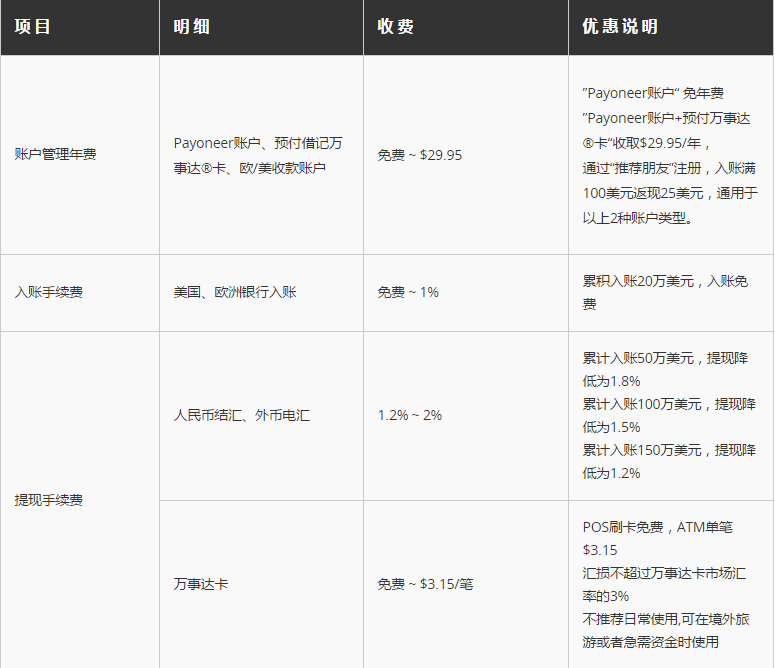 项目
明细
收费
优惠说明
账户管理年费
Payoneer账户、预付借记万
事达®卡、欧/美收款账户
免费 ~ $29.95
”Payoneer账户“ 免年费
”Payoneer账户+预付万事达
®卡“收取$29.95/年，
通过“推荐朋友”注册，入账满
100美元返现25美元，通用于
以上2种账户类型。
入账手续费
美国、欧洲银行入账
免费 ~ 1%
累积入账20万美元，入账免
费
提现手续费
人民币结汇、外币电汇
1.2% ~ 2%
累计入账50万美元，提现降
低为1.8%
累计入账100万美元，提现降
低为1.5%
累计入账150万美元，提现降
低为1.2%
万事达卡
免费 ~ $3.15/笔
POS刷卡免费，ATM单笔
$3.15
汇损不超过万事达卡市场汇
率的3%
不推荐日常使用,可在境外旅
游或者急需资金时使用